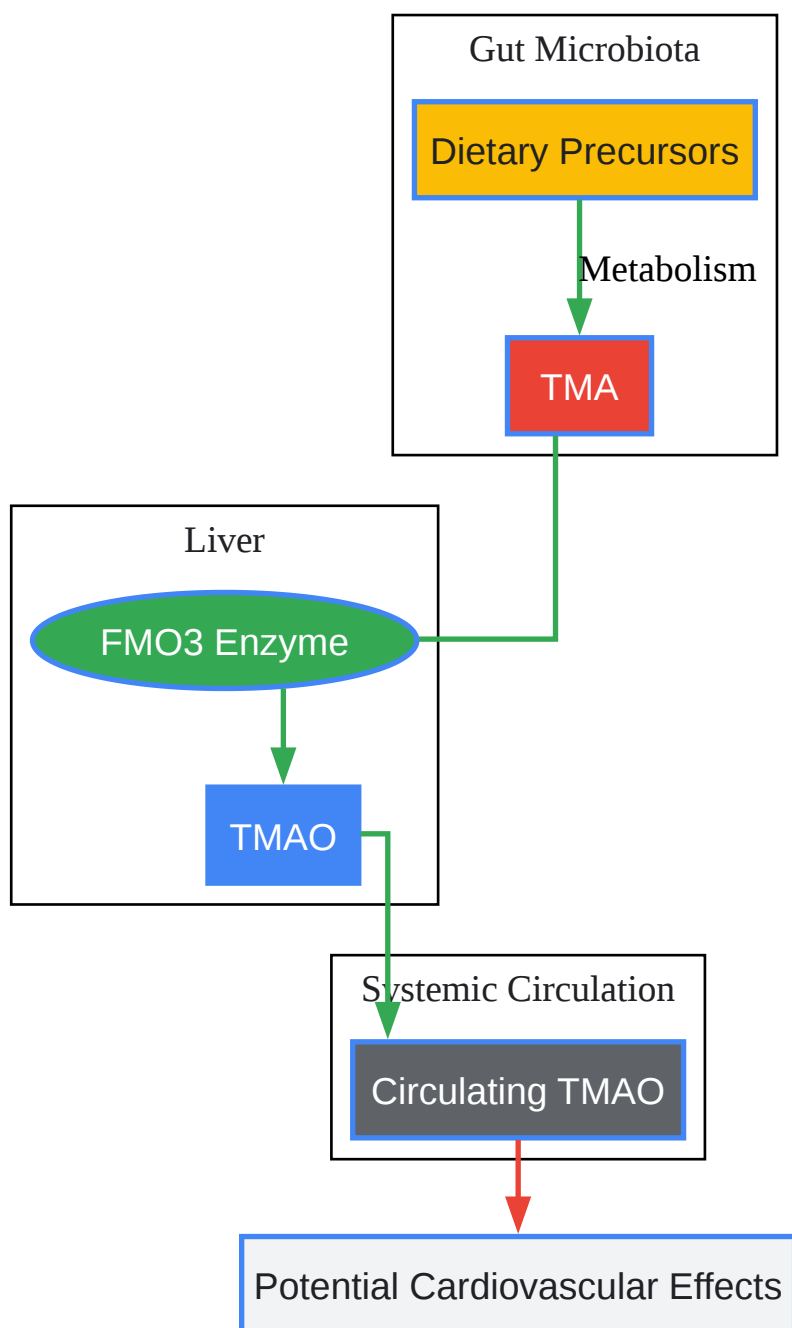 Gut Microbiota
Dietary Precursors
Metabolism
TMA
Liver
FMO3 Enzyme
TMAO
Systemic Circulation
Circulating TMAO
Potential Cardiovascular Effects